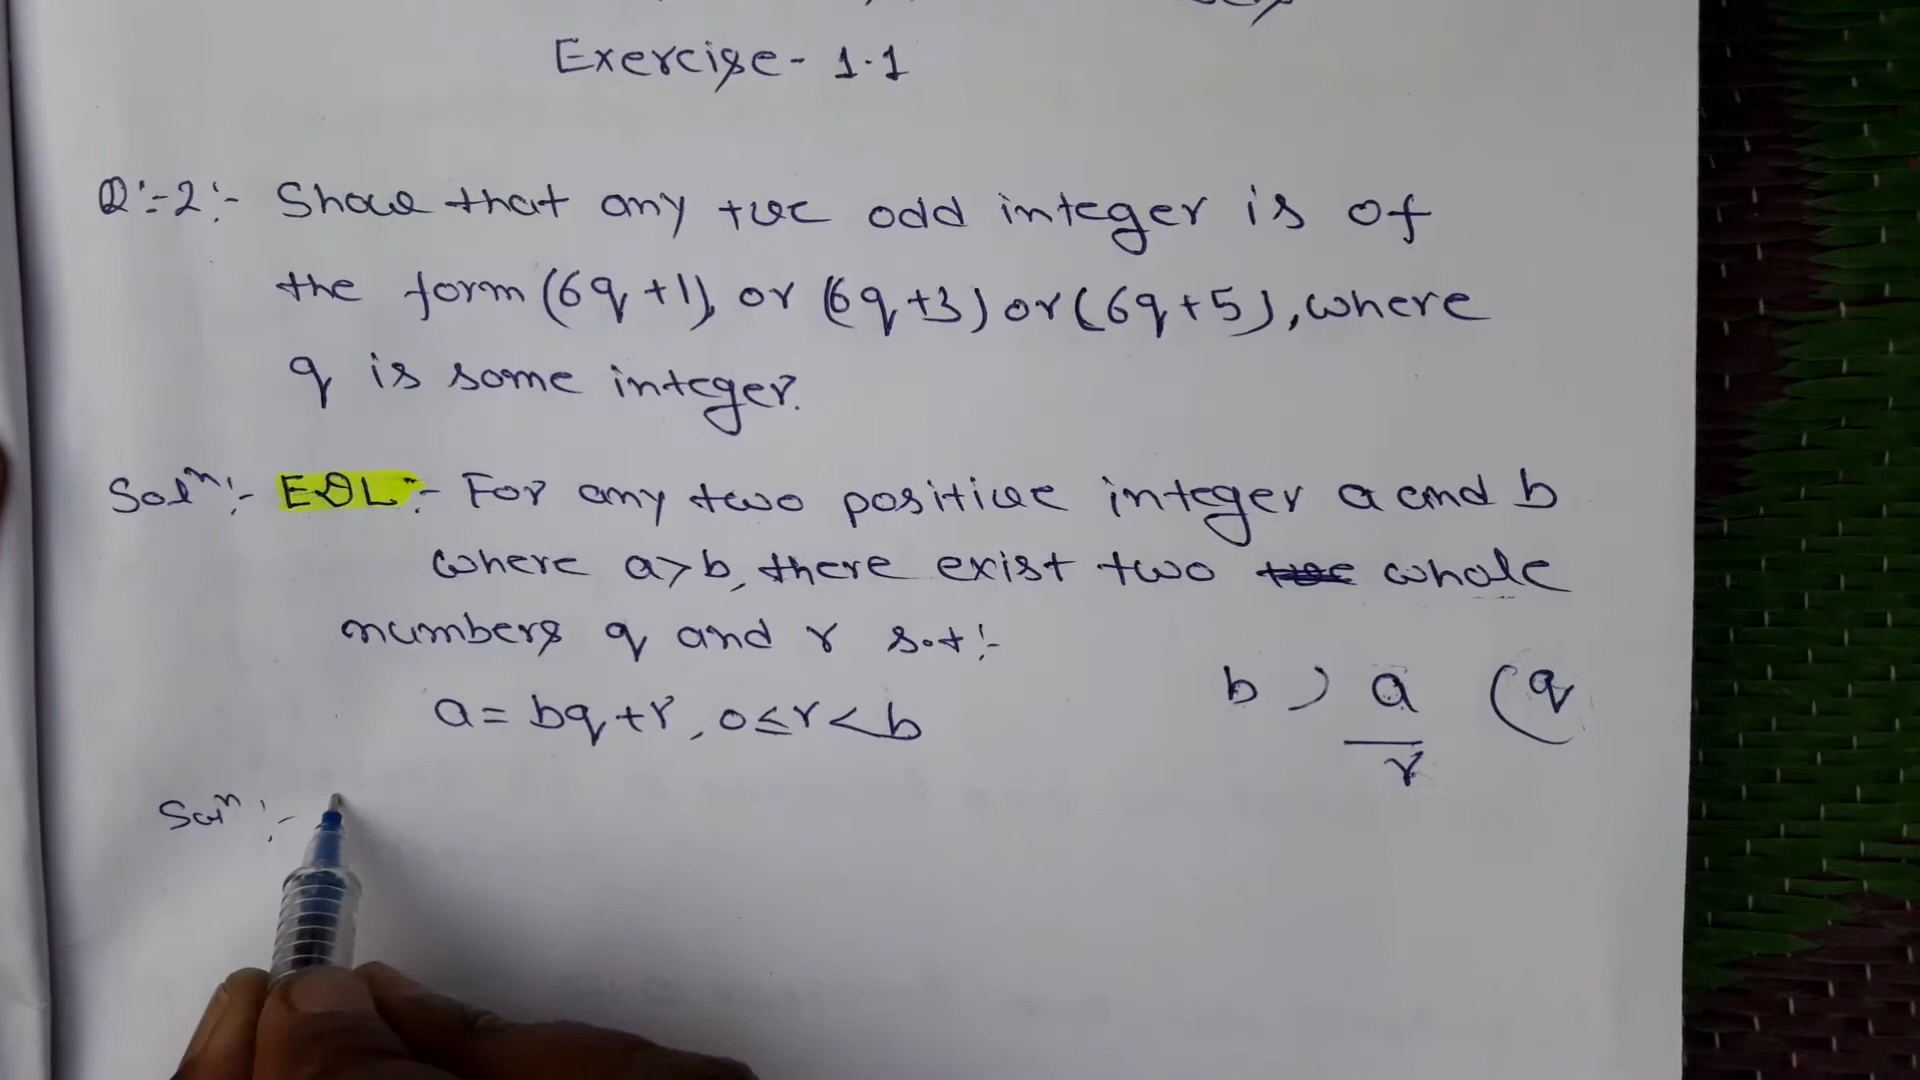 Exercise- 1.1
Q:-2:- Show that any +ve odd integer is of
the form (6q+1), or (6q+3) or (6q+5), where
q is some integer.
Solⁿ:- EDL:- For any two positive integer a and b
where a>b, there exist two whole
numbers q and r s.t:-
a = bq+r, 0≤r<b
b ) a ( q
r
Solⁿ:-